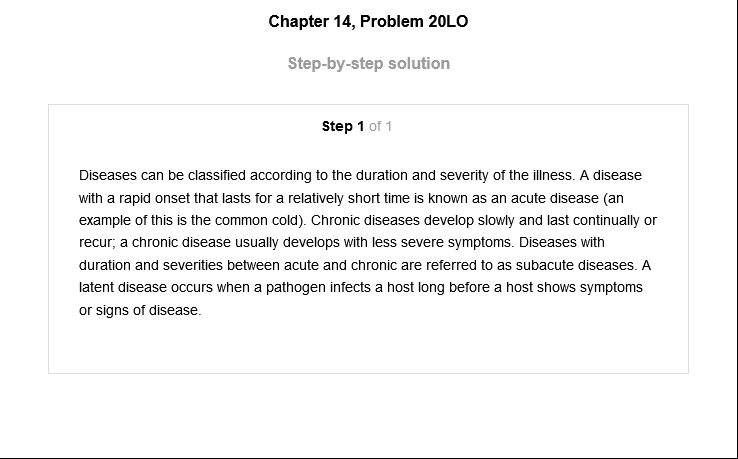 Chapter 14, Problem 20LO
Step-by-step solution
Step 1 of 1
Diseases can be classified according to the duration and severity of the illness. A disease
with a rapid onset that lasts for a relatively short time is known as an acute disease (an
example of this is the common cold). Chronic diseases develop slowly and last continually or
recur; a chronic disease usually develops with less severe symptoms. Diseases with
duration and severities between acute and chronic are referred to as subacute diseases. A
latent disease occurs when a pathogen infects a host long before a host shows symptoms
or signs of disease.